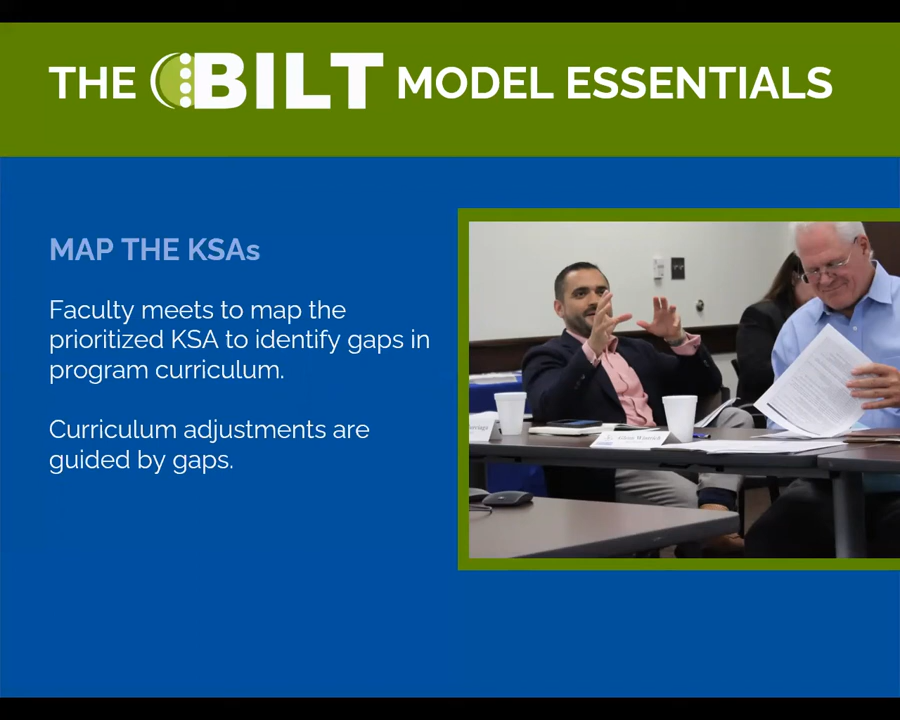 THE BILT MODEL ESSENTIALS
MAP THE KSAs
Faculty meets to map the
prioritized KSA to identify gaps in
program curriculum.
Curriculum adjustments are
guided by gaps.